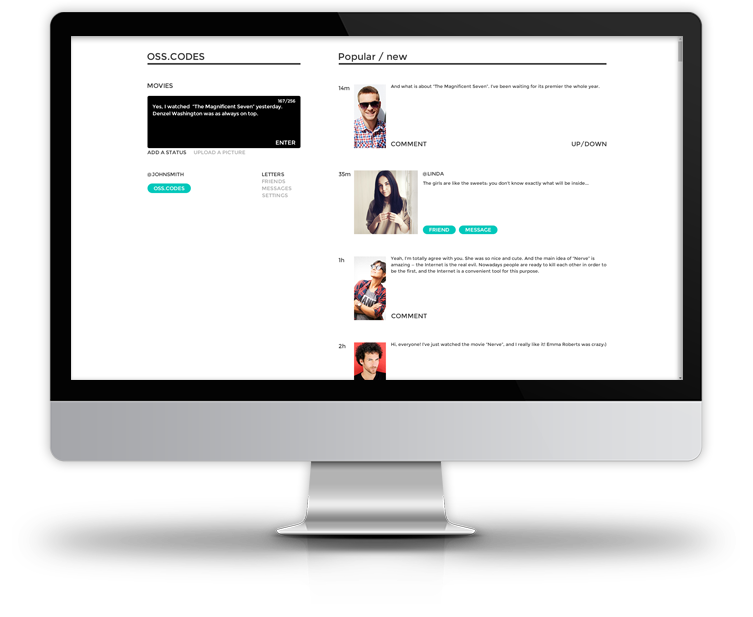 OSS.CODES
MOVIES
167/256
Yes, I watched "The Magnificent Seven" yesterday.
Denzel Washington was as always on top.
ENTER
ADD A STATUS UPLOAD A PICTURE
@JOHNSMITH
OSS.CODES
LETTERS
FRIENDS
MESSAGES
SETTINGS
Popular / new
14m
And what is about "The Magnificent Seven". I've been waiting for its premier the whole year.
COMMENT UP/DOWN
35m
@LINDA
The girls are like the sweets: you don't know exactly what will be inside...
FRIEND MESSAGE
1h
Yeah, I'm totally agree with you. She was so nice and cute. And the main idea of "Nerve" is
amazing – the Internet is the real evil. Nowadays people are ready to kill each other in order to
be the first, and the Internet is a convenient tool for this purpose.
COMMENT
2h
Hi, everyone! I've just watched the movie "Nerve", and I really like it! Emma Roberts was crazy:)